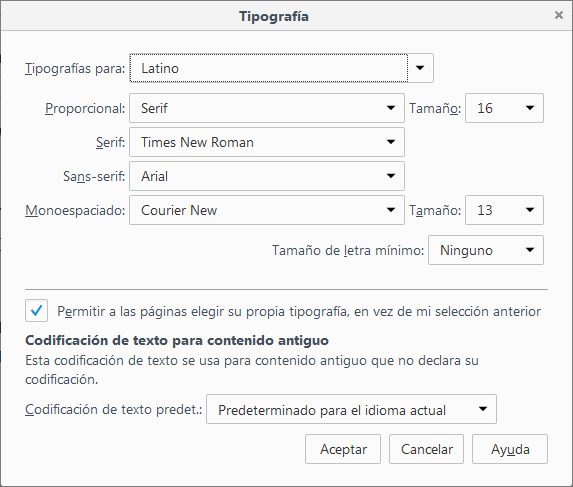 Tipografía
Tipografías para: Latino
Proporcional: Serif Tamaño: 16
Serif: Times New Roman
Sans-serif: Arial
Monoespaciado: Courier New Tamaño: 13
Tamaño de letra mínimo: Ninguno
Permitir a las páginas elegir su propia tipografía, en vez de mi selección anterior
Codificación de texto para contenido antiguo
Esta codificación de texto se usa para contenido antiguo que no declara su
codificación.
Codificación de texto predet.: Predeterminado para el idioma actual
Aceptar Cancelar Ayuda